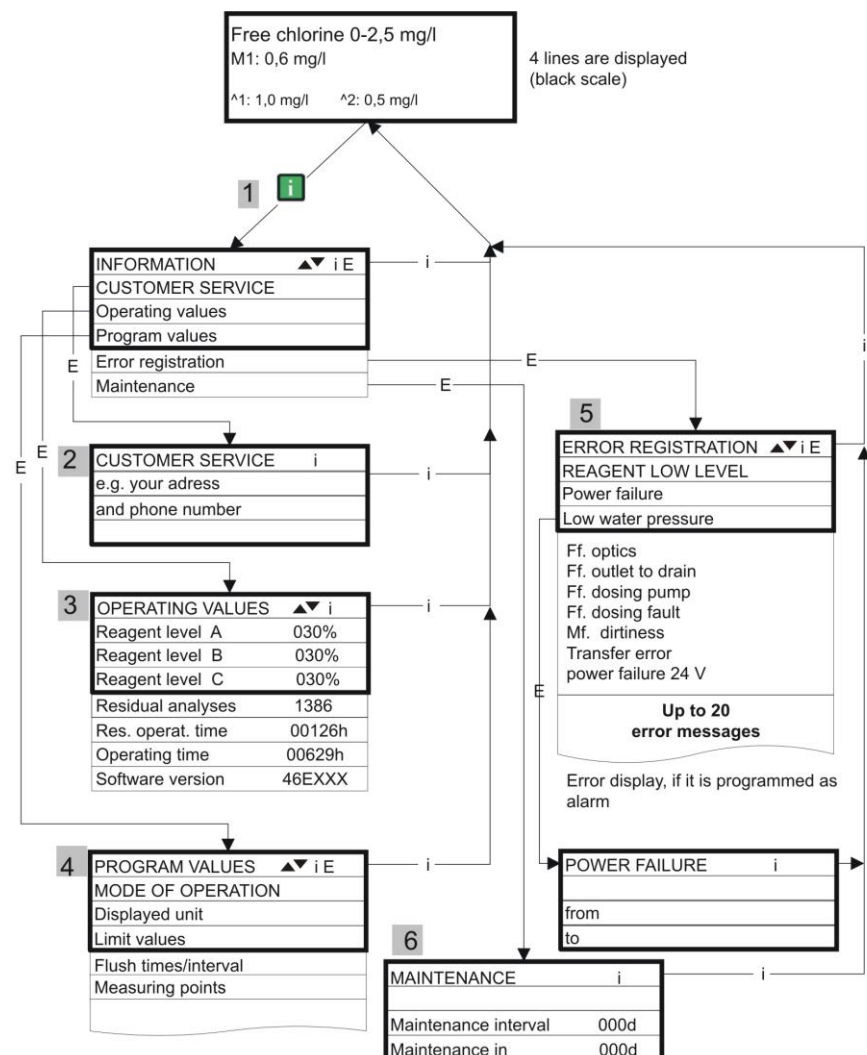 Free chlorine 0-2,5 mg/l
M1: 0,6 mg/l
^1: 1,0 mg/l ^2: 0,5 mg/l
4 lines are displayed
(black scale)
1
i
INFORMATION ▲▼ i E
CUSTOMER SERVICE
Operating values
Program values
Error registration
Maintenance
i
E
E
E
E
E
i
2
CUSTOMER SERVICE i
e.g. your adress
and phone number
i
3
OPERATING VALUES ▲▼ i
Reagent level A 030%
Reagent level B 030%
Reagent level C 030%
Residual analyses 1386
Res. operat. time 00126h
Operating time 00629h
Software version 46EXXX
i
4
PROGRAM VALUES ▲▼ i E
MODE OF OPERATION
Displayed unit
Limit values
Flush times/interval
Measuring points
i
5
ERROR REGISTRATION ▲▼ i E
REAGENT LOW LEVEL
Power failure
Low water pressure
Ff. optics
Ff. outlet to drain
Ff. dosing pump
Ff. dosing fault
Mf. dirtiness
Transfer error
power failure 24 V
E
Up to 20
error messages
Error display, if it is programmed as
alarm
POWER FAILURE i
from
to
6
MAINTENANCE i
Maintenance interval 000d
Maintenance in 000d
i